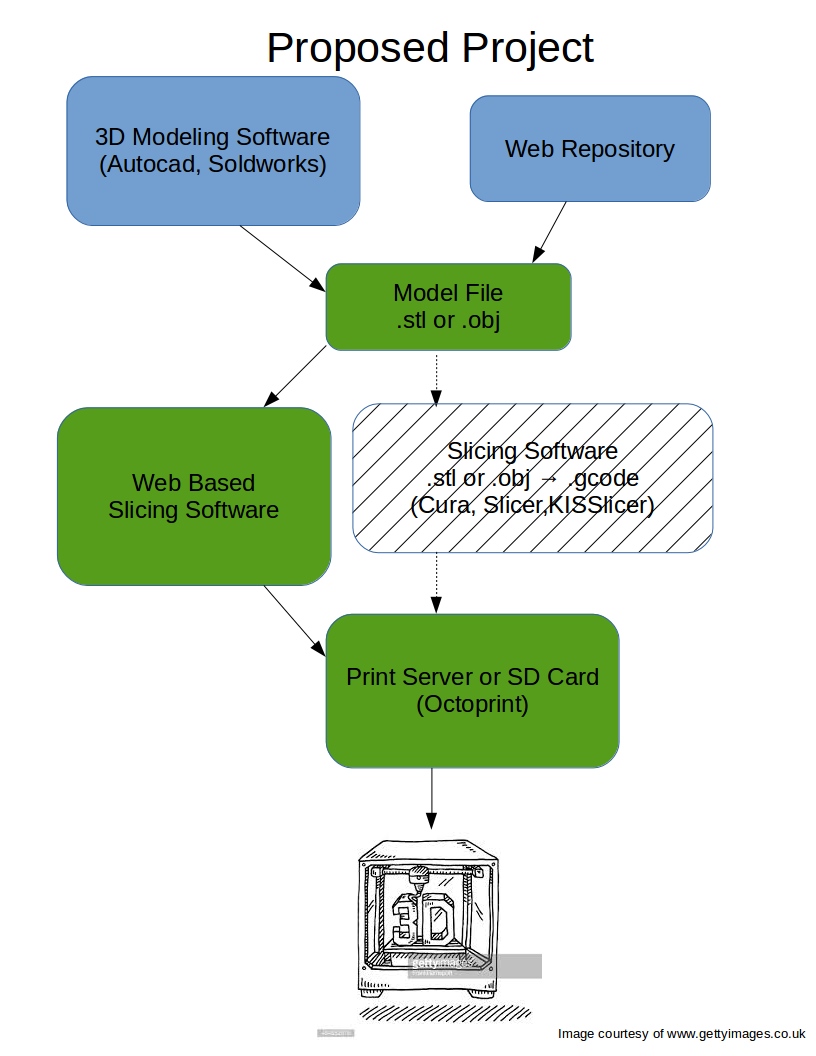 Proposed Project
3D Modeling Software
(Autocad, Soldworks)
Web Repository
Model File
.stl or .obj
Web Based
Slicing Software
Slicing Software
.stl or .obj → .gcode
(Cura, Slicer,KISSlicer)
Print Server or SD Card
(Octoprint)
3D
gettyimages
Image courtesy of www.gettyimages.co.uk